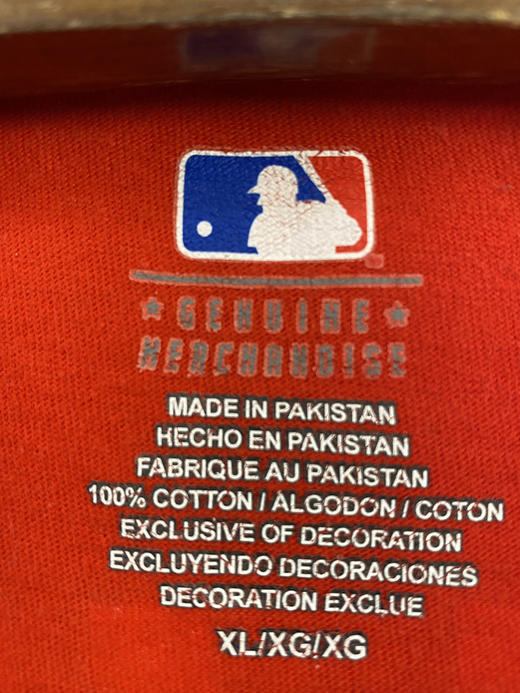 ★ GENUINE ★
MERCHANDISE
MADE IN PAKISTAN
HECHO EN PAKISTAN
FABRIQUE AU PAKISTAN
100% COTTON / ALGODON / COTON
EXCLUSIVE OF DECORATION
EXCLUYENDO DECORACIONES
DECORATION EXCLUE
XL/XG/XG